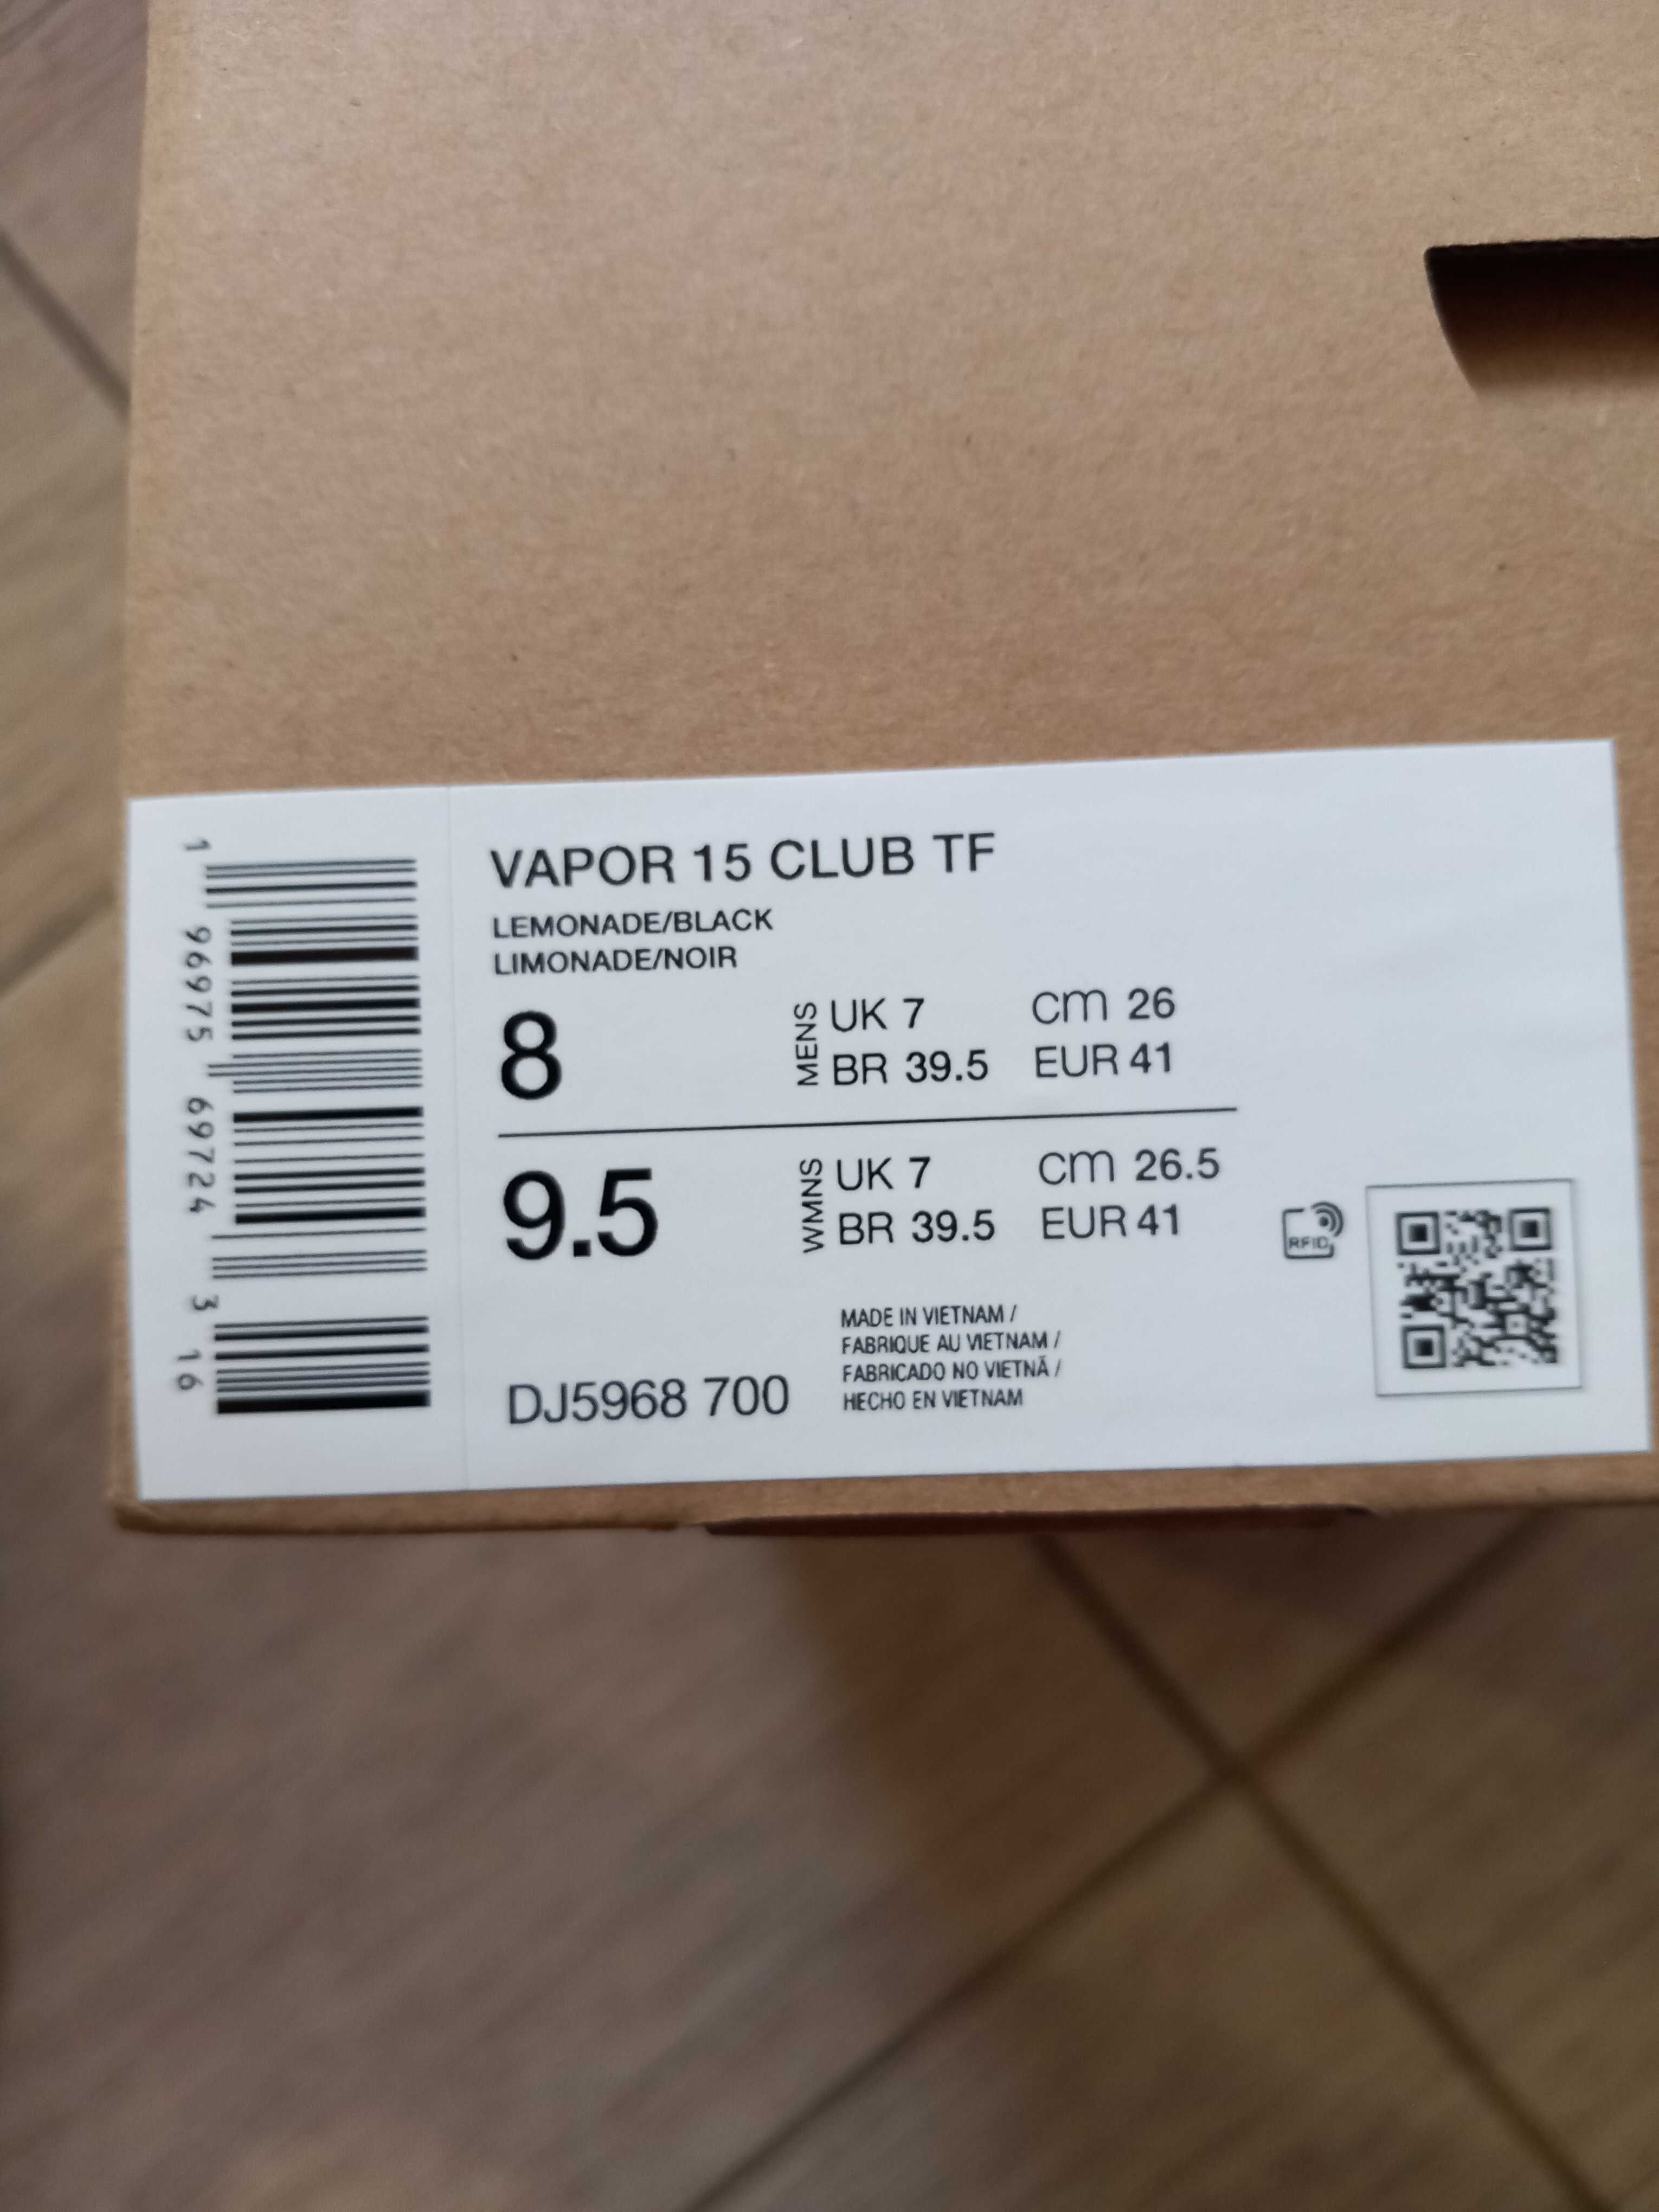 VAPOR 15 CLUB TF
LEMONADE/BLACK
LIMONADE/NOIR
8 MENS UK 7 cm 26
BR 39.5 EUR 41
9.5 WMNS UK 7 cm 26.5
BR 39.5 EUR 41
RFID
MADE IN VIETNAM /
FABRIQUE AU VIETNAM /
FABRICADO NO VIETNÃ /
HECHO EN VIETNAM
DJ5968 700
1 96975 69724 3 16